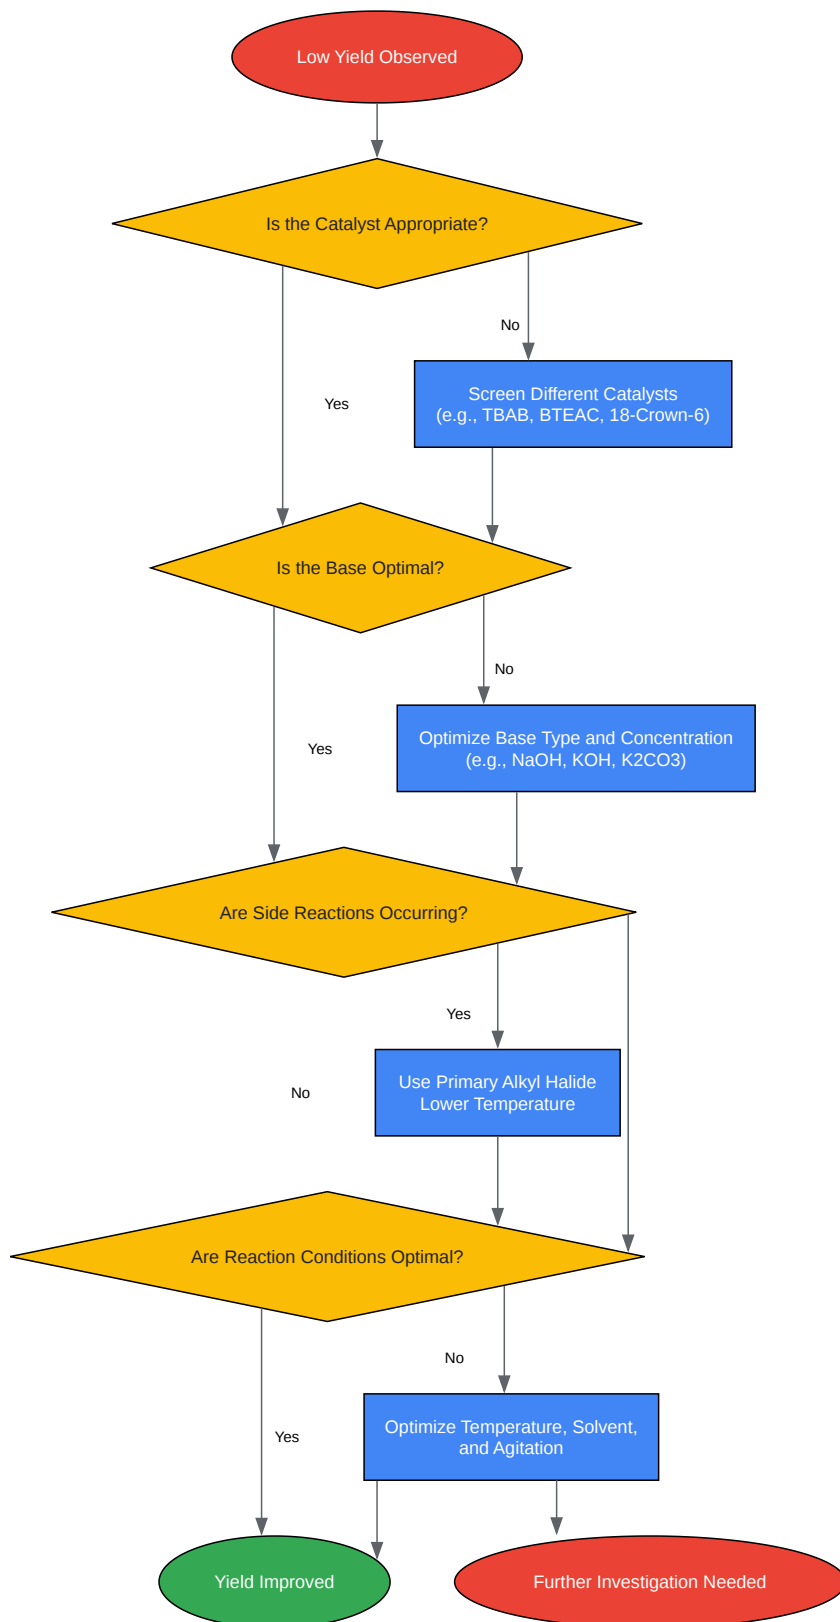 Low Yield Observed
Is the Catalyst Appropriate?
No
Screen Different Catalysts
(e.g., TBAB, BTEAC, 18-Crown-6)
Yes
Is the Base Optimal?
No
Optimize Base Type and Concentration
(e.g., NaOH, KOH, K2CO3)
Yes
Are Side Reactions Occurring?
Yes
Use Primary Alkyl Halide
Lower Temperature
No
Are Reaction Conditions Optimal?
No
Optimize Temperature, Solvent,
and Agitation
Yes
Yield Improved
Further Investigation Needed